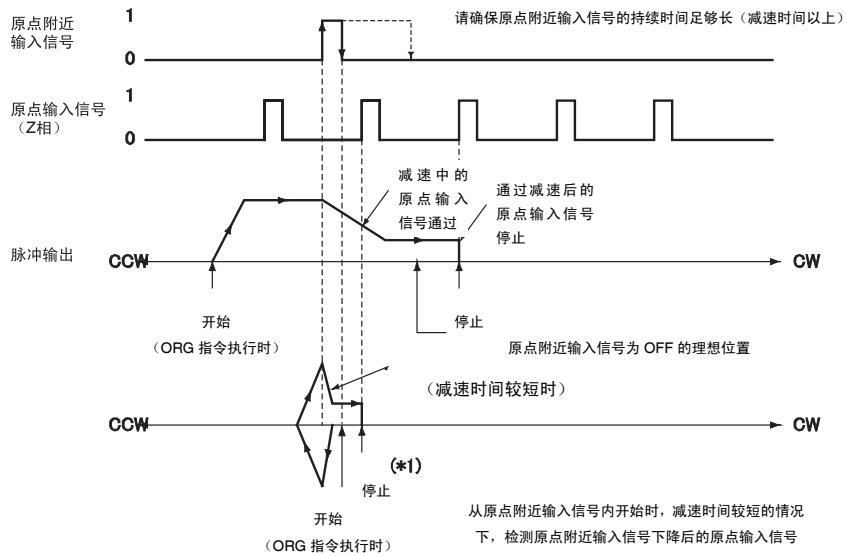 原点附近
输入信号
1
0
请确保原点附近输入信号的持续时间足够长（减速时间以上）
原点输入信号
（Z相）
1
0
减速中的
原点输入
信号通过
通过减速后的
原点输入信号
停止
脉冲输出
CCW
CW
开始
（ORG 指令执行时）
停止
原点附近输入信号为 OFF 的理想位置
（减速时间较短时）
CCW
CW
(*1)
停止
开始
（ORG 指令执行时）
从原点附近输入信号内开始时，减速时间较短的情况
下，检测原点附近输入信号下降后的原点输入信号